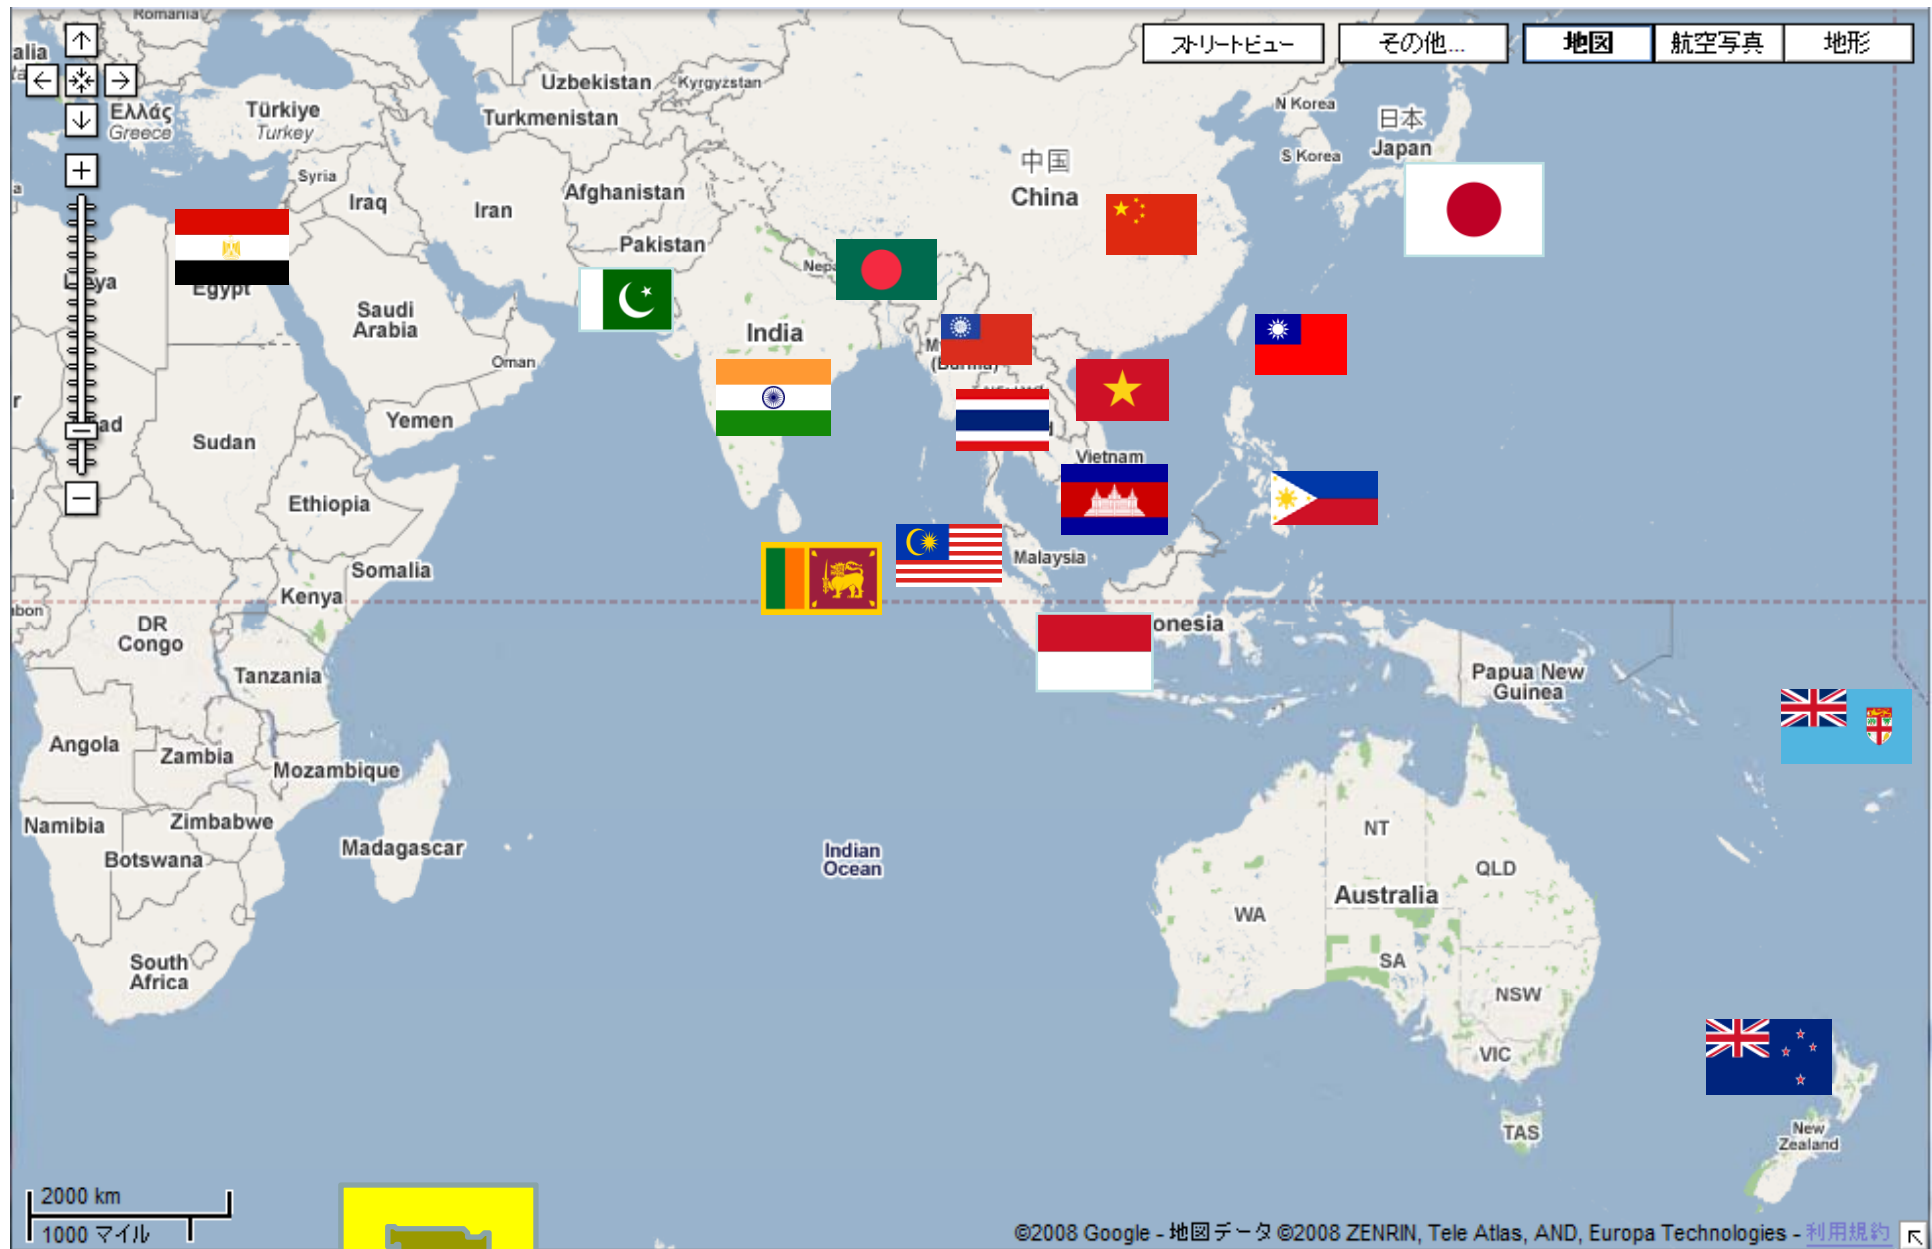 Romania
ストリートビュー
その他...
地図
航空写真
地形
alia
Uzbekistan
Kyrgyzstan
Ελλάς
Greece
Türkiye
Turkey
Turkmenistan
N Korea
日本
Japan
S Korea
中国
China
Syria
Iraq
Iran
Afghanistan
Pakistan
Egypt
Saudi
Arabia
India
Oman
(Burma)
Yemen
Sudan
Vietnam
Ethiopia
Malaysia
Somalia
Kenya
DR
Congo
onesia
Tanzania
Papua New
Guinea
Angola
Zambia
Mozambique
Namibia
Zimbabwe
Botswana
Madagascar
Indian
Ocean
NT
QLD
Australia
WA
SA
South
Africa
NSW
VIC
TAS
New
Zealand
2000 km
1000 マイル
©2008 Google - 地図データ ©2008 ZENRIN, Tele Atlas, AND, Europa Technologies - 利用規約